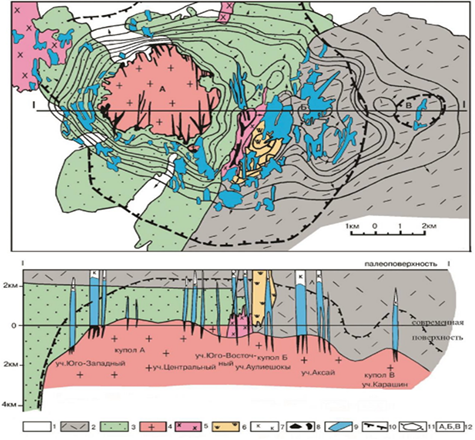 А
Б
В
I
I
1км 0 1 2км
I
I
палеоповерхность
2км
0
2км
4км
современная
поверхность
купол А
уч.Юго-Западный
уч.Центральный
уч.Юго-Восточ-
ный
купол Б
уч.Аулиешокы
уч.Аксай
купол В
уч.Карашин
1 2 3 4 5 6 7 8 9 10 11 А,Б,В 12